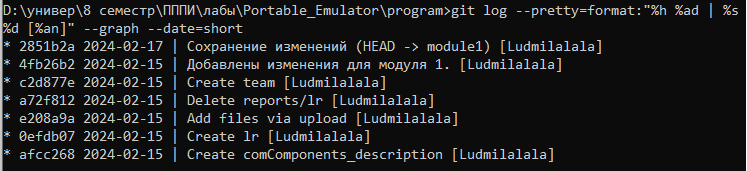 D:\универ\8 семестр\ПППИ\лабы\Portable_Emulator\program>git log --pretty=format:"%h %ad | %s
%d [%an]" --graph --date=short
* 2851b2a 2024-02-17 | Сохранение изменений (HEAD -> module1) [Ludmilalala]
* 4fb26b2 2024-02-15 | Добавлены изменения для модуля 1. [Ludmilalala]
* c2d877e 2024-02-15 | Create team [Ludmilalala]
* a72f812 2024-02-15 | Delete reports/lr [Ludmilalala]
* e208a9a 2024-02-15 | Add files via upload [Ludmilalala]
* 0efdb07 2024-02-15 | Create lr [Ludmilalala]
* afcc268 2024-02-15 | Create comComponents_description [Ludmilalala]